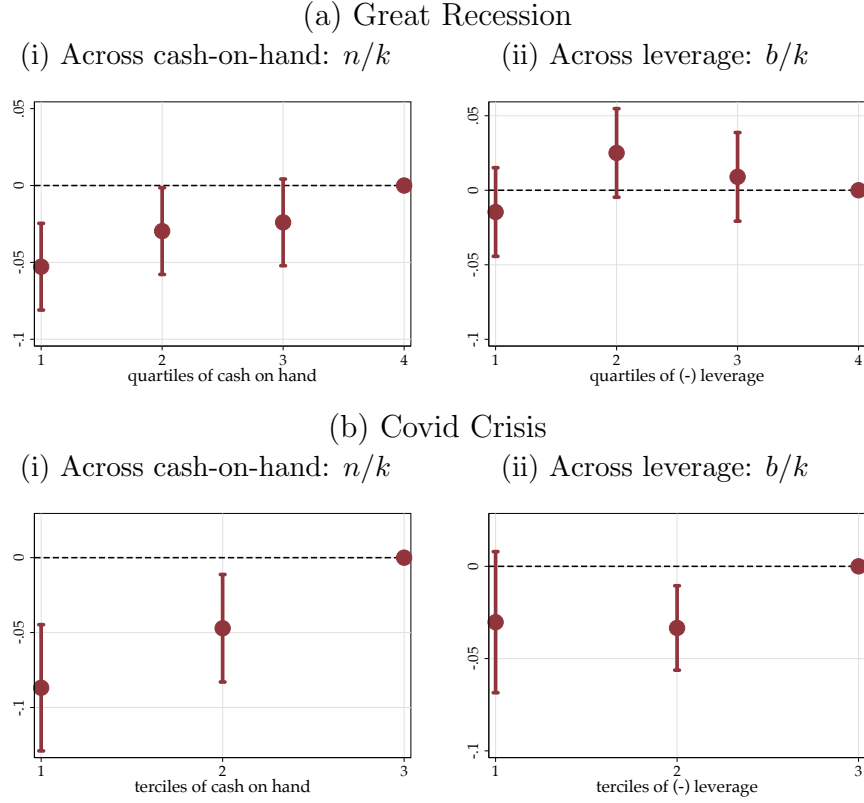 (a) Great Recession
(i) Across cash-on-hand: n/k
(ii) Across leverage: b/k
.05
0
-.05
-.1
1 2 3 4
quartiles of cash on hand
.05
0
-.05
-.1
1 2 3 4
quartiles of (-) leverage
(b) Covid Crisis
(i) Across cash-on-hand: n/k
(ii) Across leverage: b/k
0
-.05
-.1
1 2 3
terciles of cash on hand
0
-.05
-.1
1 2 3
terciles of (-) leverage